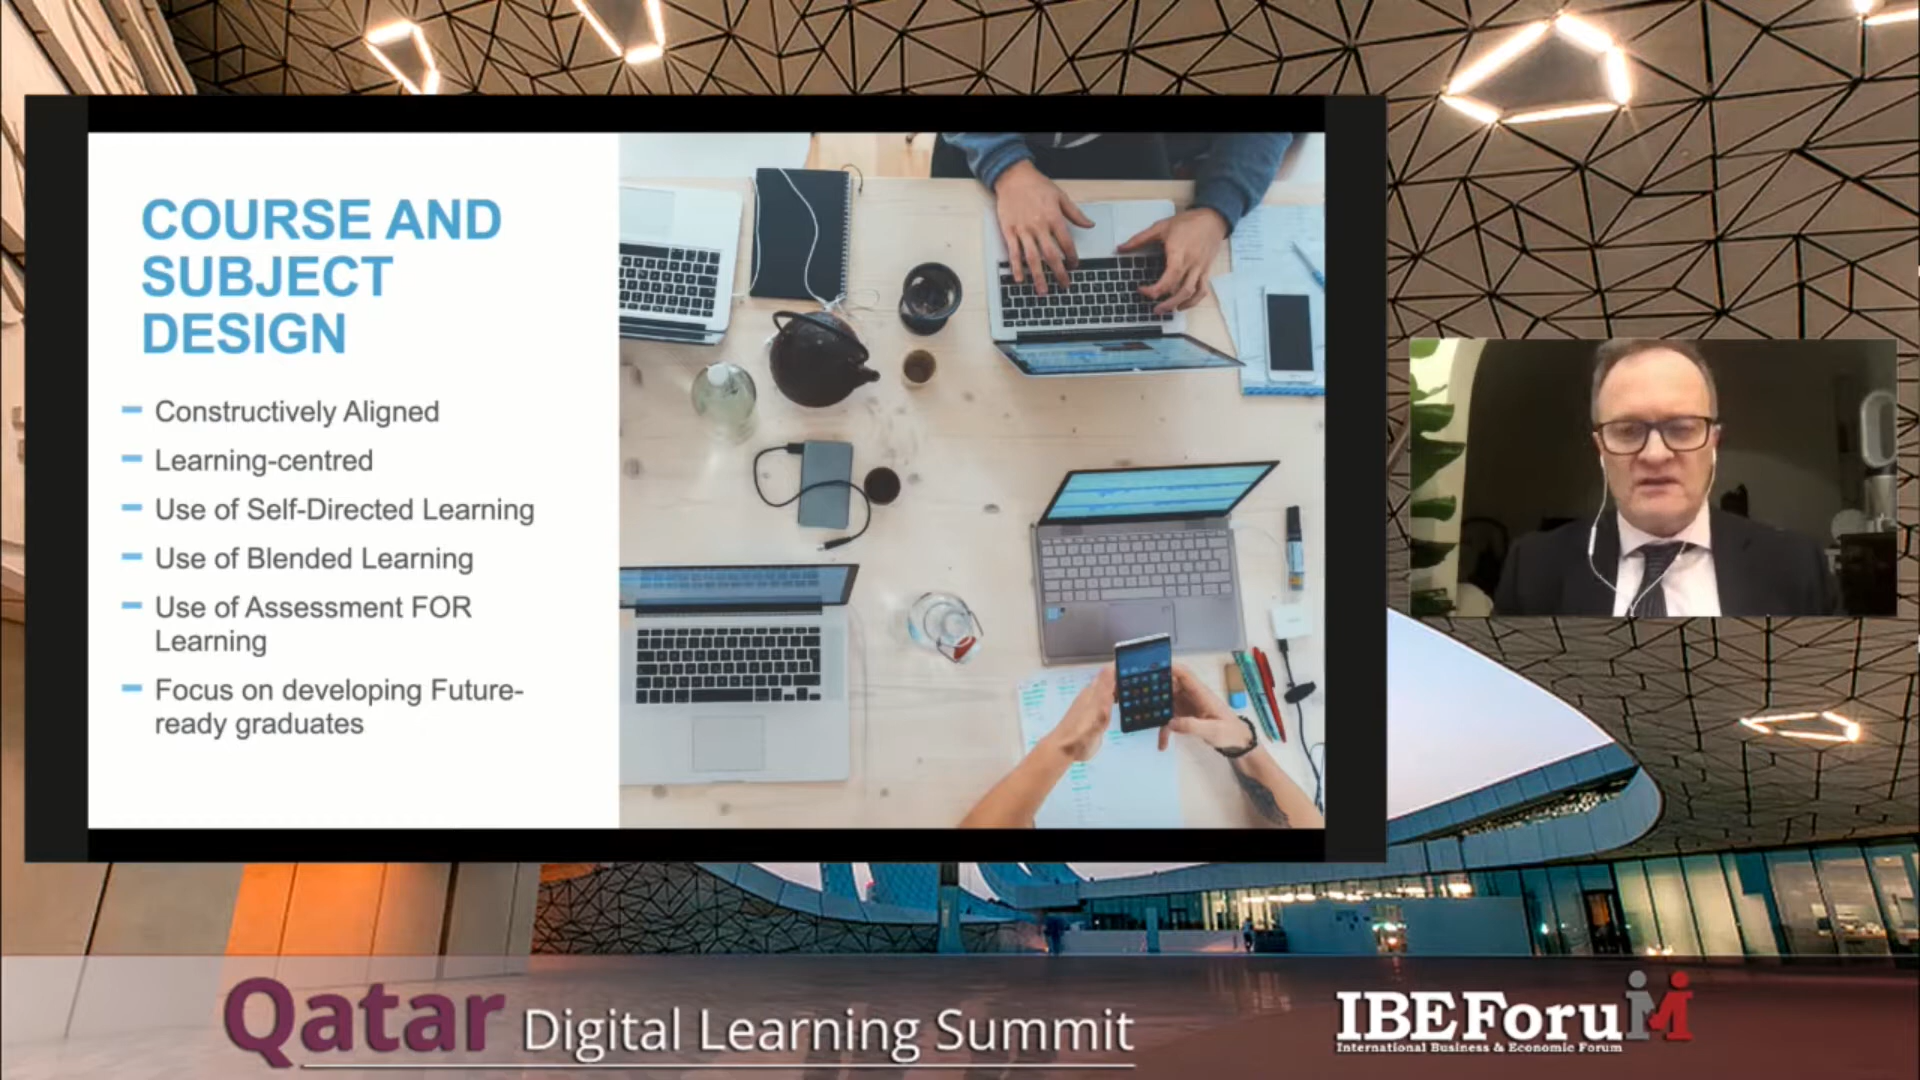 COURSE AND
SUBJECT
DESIGN
Constructively Aligned
Learning-centred
Use of Self-Directed Learning
Use of Blended Learning
Use of Assessment FOR
Learning
Focus on developing Future-
ready graduates
Qatar Digital Learning Summit
IBEForuM
International Business & Economic Forum